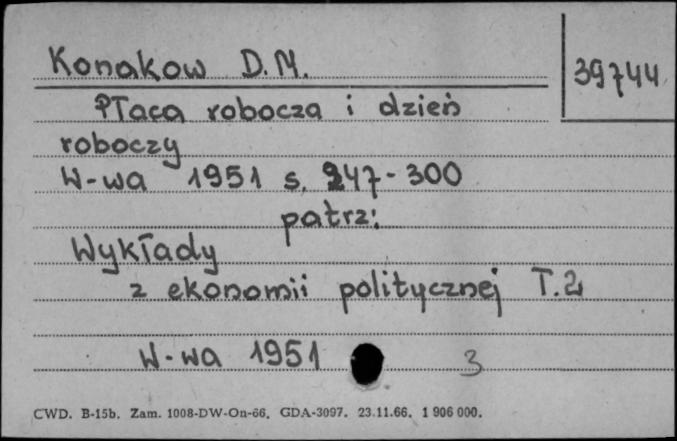 Konakow D.M.
39744
Płaca robocza i dzień
roboczy
W-wa 1951 s. 247-300
patrz:
Wykłady
z ekonomii politycznej T.2
W-wa 1951
3
CWD. B-15b. Zam. 1008-DW-On-66. GDA-3097. 23.11.66. 1 906 000.